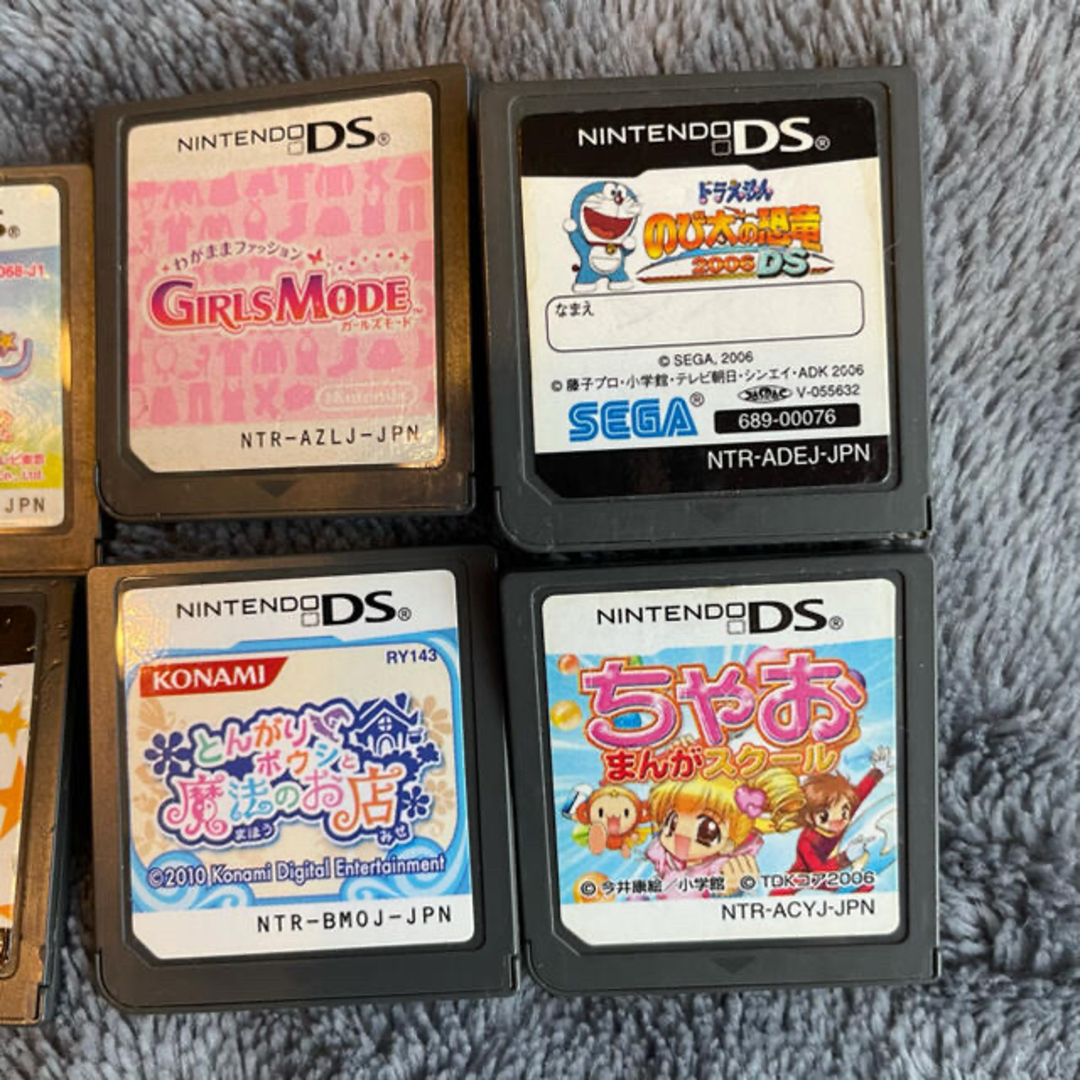 NINTENDO DS®
わがままファッション
GIRLSMODE™
ガールズモード
Nintendo
NTR-AZLJ-JPN
NINTENDO DS®
ドラえもん
のび太の恐竜
2006 DS
なまえ
© SEGA, 2006
© 藤子プロ・小学館・テレビ朝日・シンエイ・ADK 2006
JASRAC V-055632
SEGA® 689-00076
NTR-ADEJ-JPN
®
068-J1
JPN
NINTENDO DS®
KONAMI RY143
とんがり
ボウシと
魔法のお店
まほう みせ
©2010 Konami Digital Entertainment
NTR-BMOJ-JPN
NINTENDO DS®
ちゃお
まんがスクール
© 今井康絵/小学館 © TDKコア2006
NTR-ACYJ-JPN